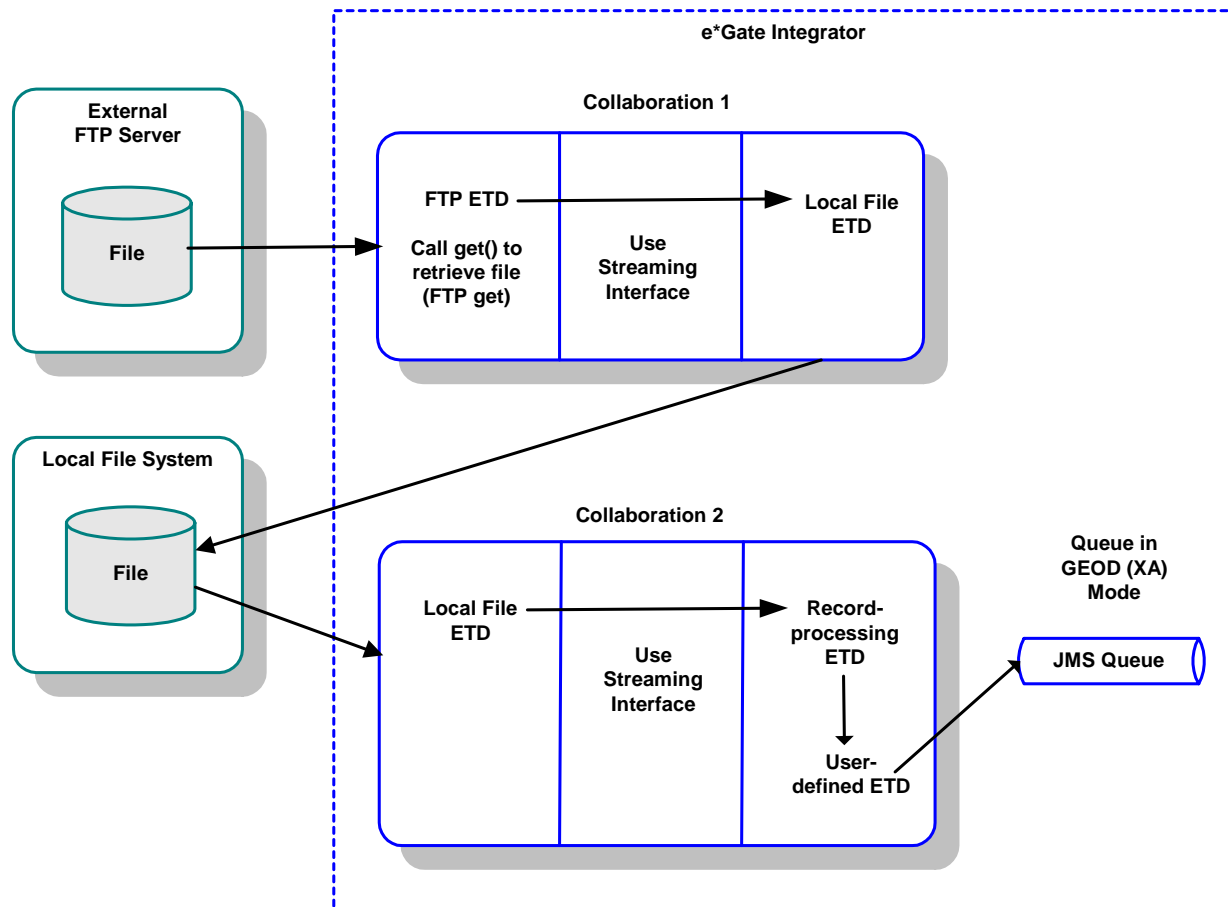 e*Gate Integrator
External
FTP Server
File
Collaboration 1
FTP ETD
Call get() to
retrieve file
(FTP get)
Use
Streaming
Interface
Local File
ETD
Local File System
File
Collaboration 2
Local File
ETD
Use
Streaming
Interface
Record-
processing
ETD
User-
defined ETD
Queue in
GEOD (XA)
Mode
JMS Queue